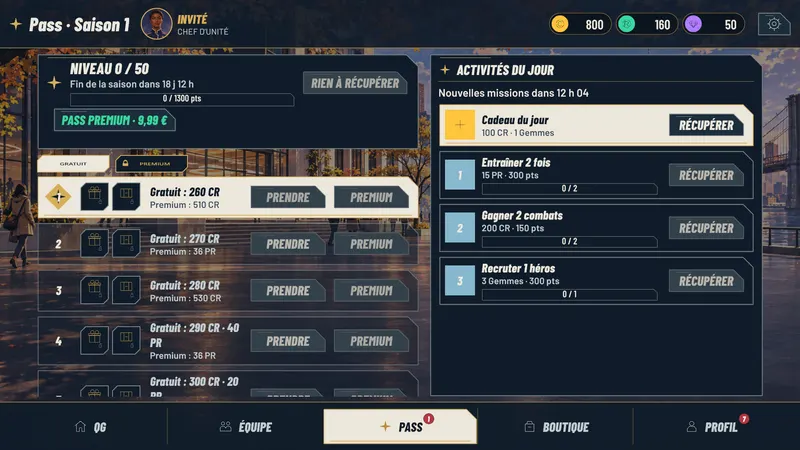 Pass · Saison 1
INVITÉ
CHEF D'UNITÉ
800
160
50
NIVEAU 0 / 50
Fin de la saison dans 18 j 12 h
0 / 1300 pts
RIEN À RÉCUPÉRER
PASS PREMIUM · 9,99 €
GRATUIT
PREMIUM
Gratuit : 260 CR
Premium : 510 CR
PRENDRE
PREMIUM
2
Gratuit : 270 CR
Premium : 36 PR
PRENDRE
PREMIUM
3
Gratuit : 280 CR
Premium : 530 CR
PRENDRE
PREMIUM
4
Gratuit : 290 CR · 40
PR
Premium : 36 PR
PRENDRE
PREMIUM
Gratuit : 300 CR · 20
PR
PRENDRE
PREMIUM
ACTIVITÉS DU JOUR
Nouvelles missions dans 12 h 04
Cadeau du jour
100 CR · 1 Gemmes
RÉCUPÉRER
1
Entraîner 2 fois
15 PR · 300 pts
0 / 2
RÉCUPÉRER
2
Gagner 2 combats
200 CR · 150 pts
0 / 2
RÉCUPÉRER
3
Recruter 1 héros
3 Gemmes · 300 pts
0 / 1
RÉCUPÉRER
QG
ÉQUIPE
PASS
1
BOUTIQUE
PROFIL
7